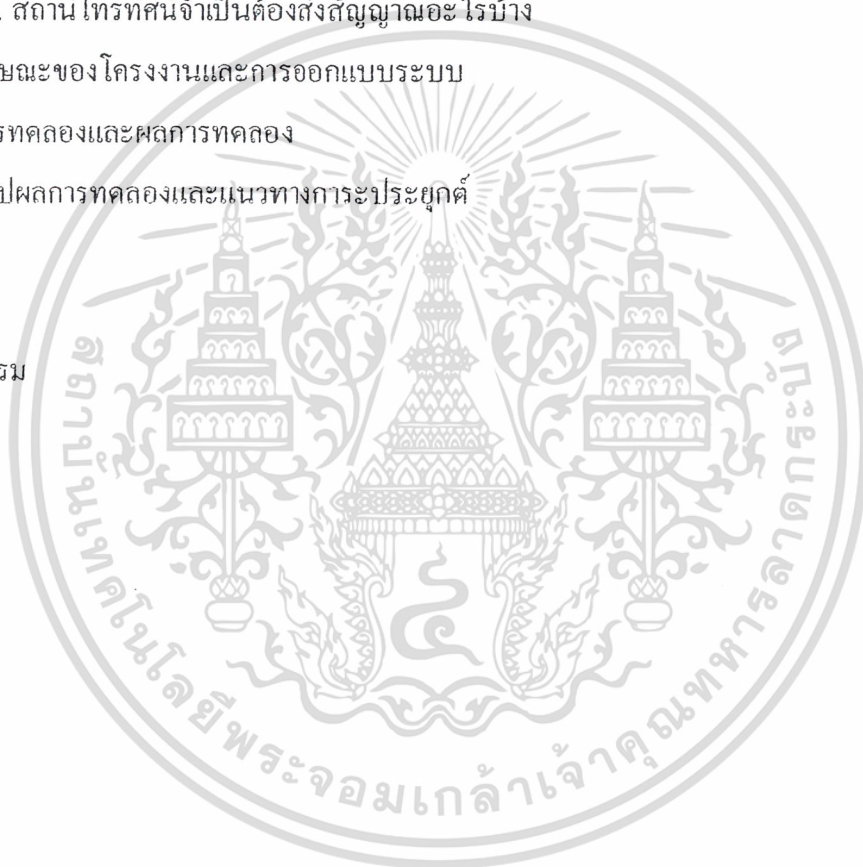 . สถานีโทรทัศน์จำเป็นต้องส่งสัญญาณอะไรบ้าง
ษณะของโครงงานและการออกแบบระบบ
รทดลองและผลการทดลอง
ปผลการทดลองและแนวทางการะประยุกต์
รม
สถาบันเทคโนโลยีพระจอมเกล้าเจ้าคุณทหารลาดกระบัง
๔